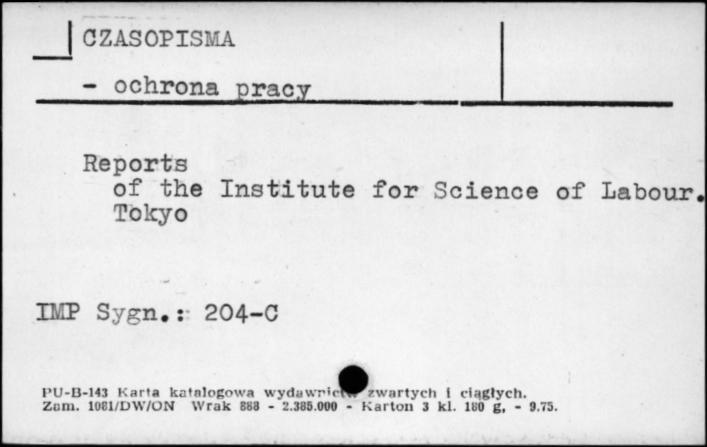 CZASOPISMA
- ochrona pracy
Reports
of the Institute for Science of Labour.
Tokyo
IMP Sygn.: 204-C
PU-B-143 Karta katalogowa zwartych i ciągłych.
Zam. 1081/DW/ON Wrak 888 - 2.385.000 - Karton 3 kl. 180 g, - 9.75.